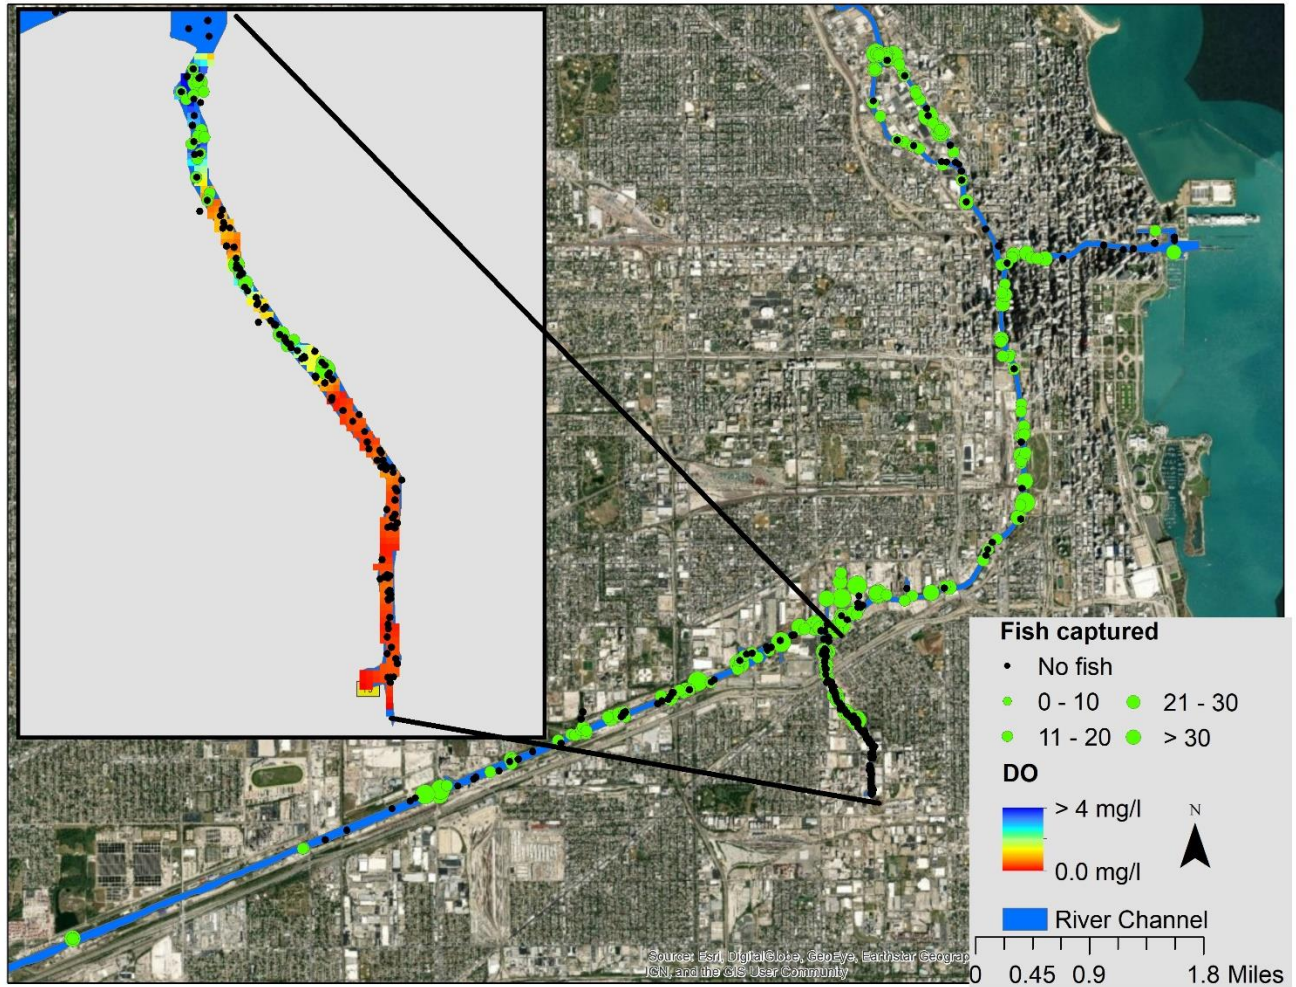 Fish captured
No fish
0 - 10
21 - 30
11 - 20
> 30
DO
> 4 mg/l
0.0 mg/l
N
River Channel
0 0.45 0.9 1.8 Miles
Source: Esri, DigitalGlobe, GeoEye, Earthstar Geograp
IGN, and the GIS User Community